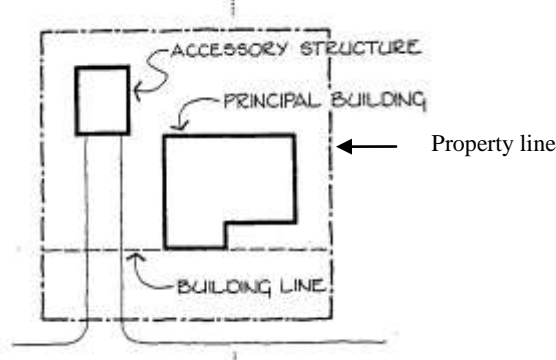 ACCESSORY STRUCTURE
PRINCIPAL BUILDING
Property line
BUILDING LINE